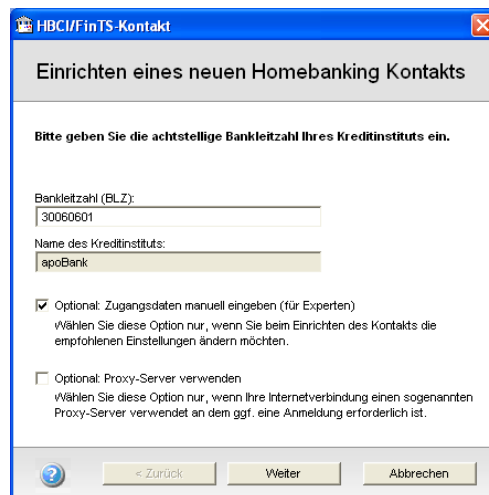 HBCI/FinTS-Kontakt
Einrichten eines neuen Homebanking Kontakts
Bitte geben Sie die achtstellige Bankleitzahl Ihres Kreditinstituts ein.
Bankleitzahl (BLZ):
30060601
Name des Kreditinstituts:
apoBank
Optional: Zugangsdaten manuell eingeben (für Experten)
Wählen Sie diese Option nur, wenn Sie beim Einrichten des Kontakts die
empfohlenen Einstellungen ändern möchten.
Optional: Proxy-Server verwenden
Wählen Sie diese Option nur, wenn Ihre Internetverbindung einen sogenannten
Proxy-Server verwendet an dem ggf. eine Anmeldung erforderlich ist.
? < Zurück Weiter Abbrechen